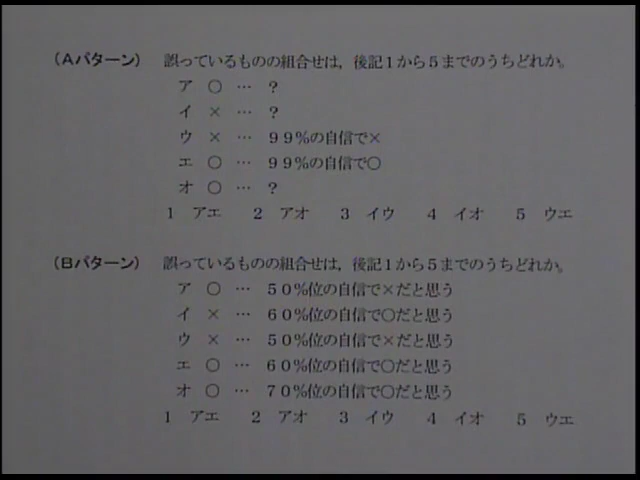 (Aパターン) 誤っているものの組合せは，後記１から５までのうちどれか。
ア ○ … ？
イ × … ？
ウ × … ９９％の自信で×
エ ○ … ９９％の自信で○
オ ○ … ？
１ アエ ２ アオ ３ イウ ４ イオ ５ ウエ
(Bパターン) 誤っているものの組合せは，後記１から５までのうちどれか。
ア ○ … ５０％位の自信で×だと思う
イ × … ６０％位の自信で○だと思う
ウ × … ５０％位の自信で×だと思う
エ ○ … ６０％位の自信で○だと思う
オ ○ … ７０％位の自信で○だと思う
１ アエ ２ アオ ３ イウ ４ イオ ５ ウエ